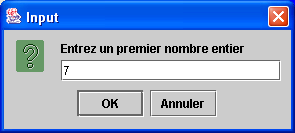 Input
Entrez un premier nombre entier
7
OK Annuler